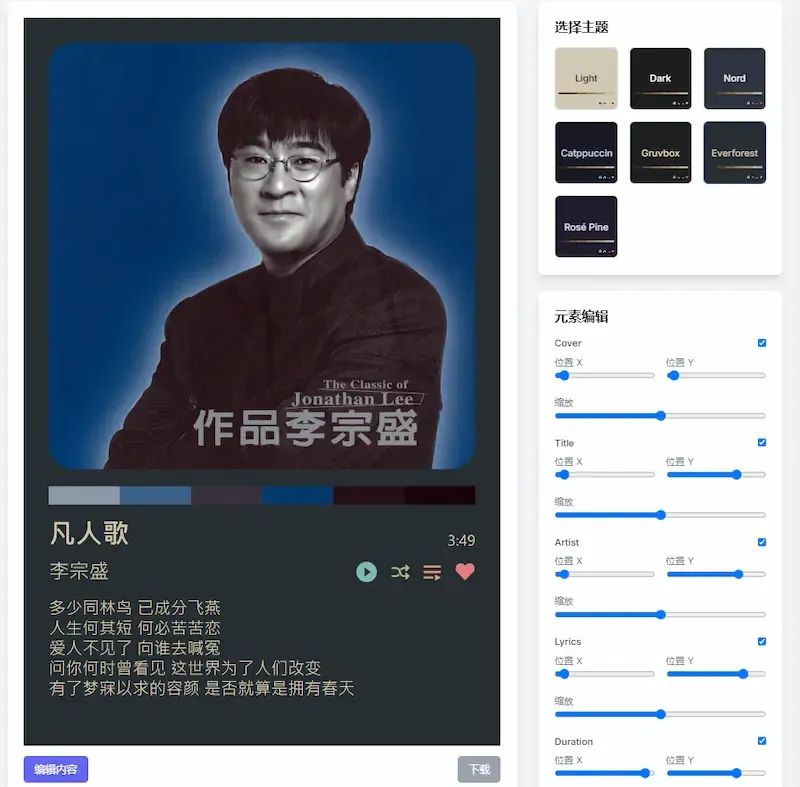 The Classic of
Jonathan Lee
作品李宗盛
凡人歌
3:49
李宗盛
多少同林鸟 已成分飞燕
人生何其短 何必苦苦恋
爱人不见了 向谁去喊冤
问你何时曾看见 这世界为了人们改变
有了梦寐以求的容颜 是否就算是拥有春天
编辑内容
下载
选择主题
Light
Dark
Nord
Catppuccin
Gruvbox
Everforest
Rosé Pine
元素编辑
Cover
位置 X
位置 Y
缩放
Title
位置 X
位置 Y
缩放
Artist
位置 X
位置 Y
缩放
Lyrics
位置 X
位置 Y
缩放
Duration
位置 X
位置 Y